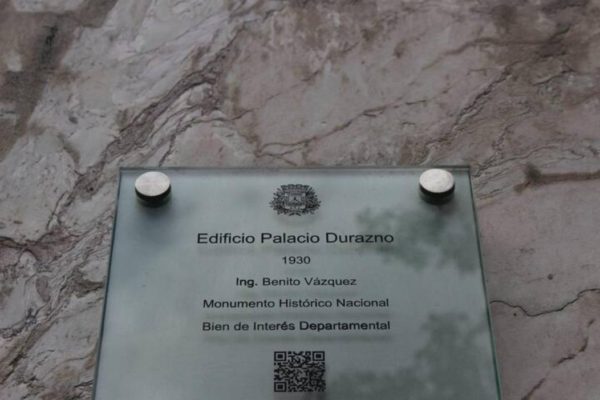 Edificio Palacio Durazno
1930
Ing. Benito Vázquez
Monumento Histórico Nacional
Bien de Interés Departamental